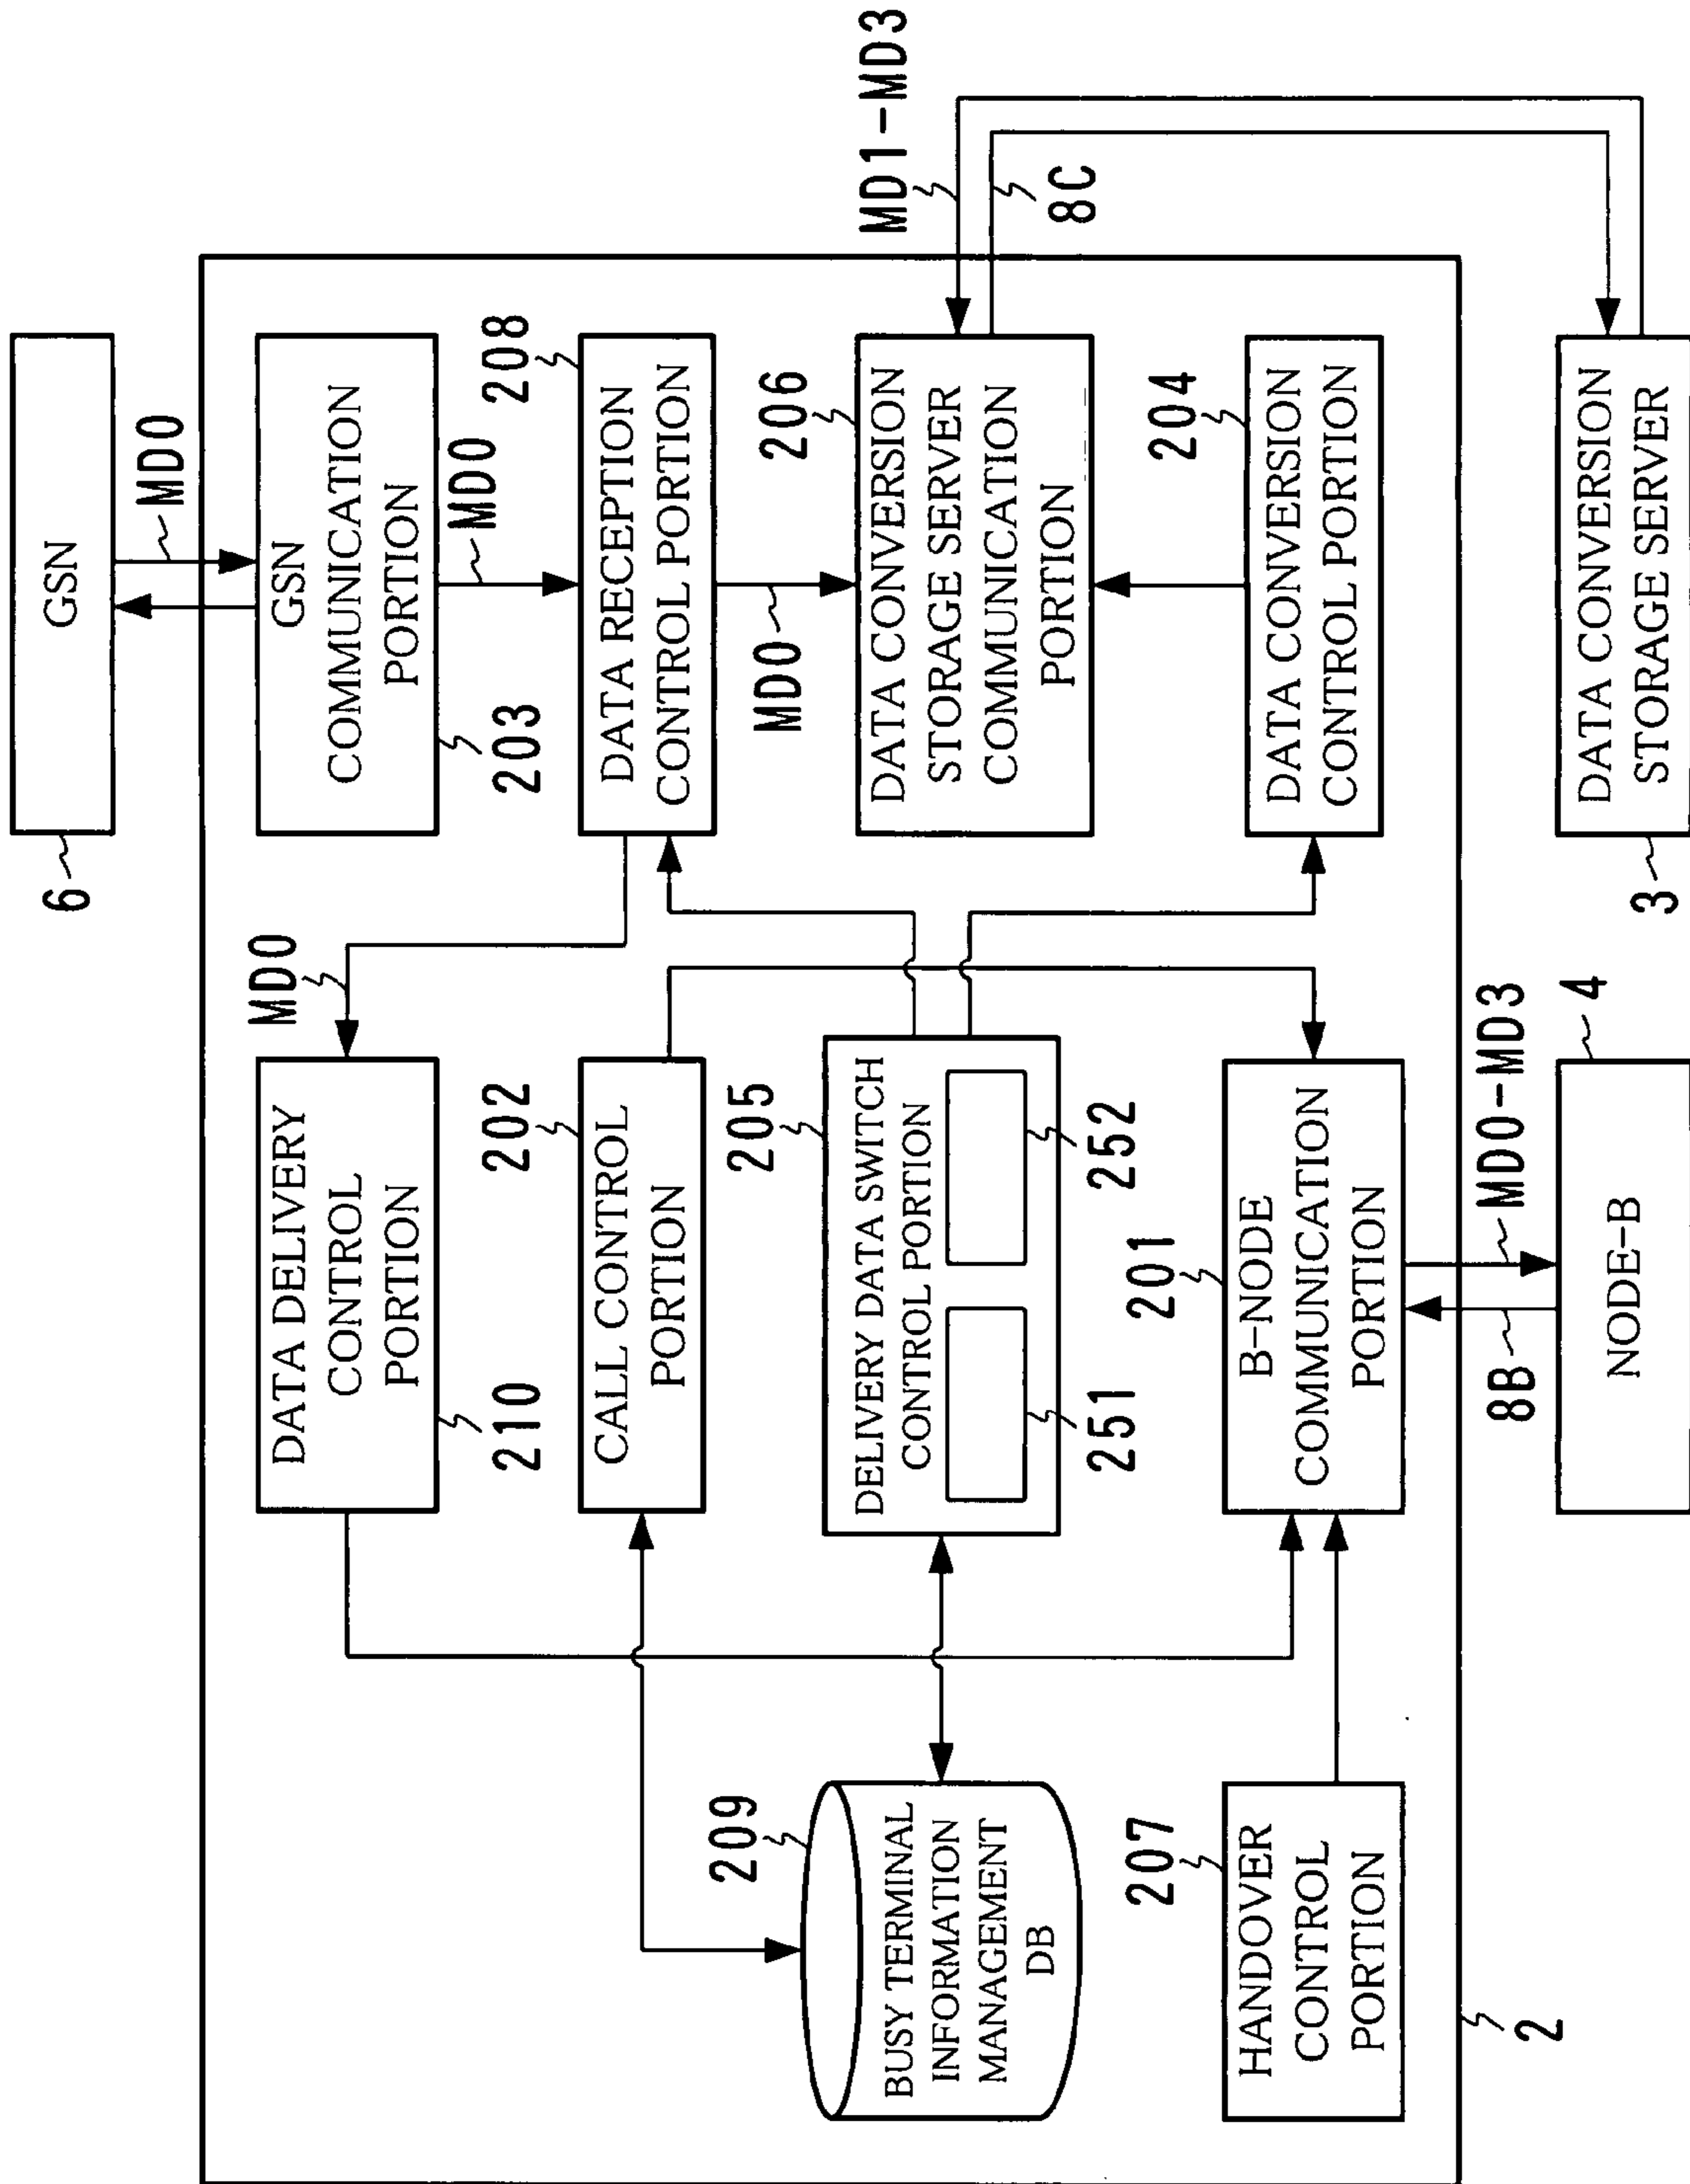 6
GSN
MD0
203
GSN
COMMUNICATION
PORTION
MD0
208
DATA RECEPTION
CONTROL PORTION
MD0
MD0
206
DATA CONVERSION
STORAGE SERVER
COMMUNICATION
PORTION
MD1-MD3
8C
204
DATA CONVERSION
CONTROL PORTION
3
DATA CONVERSION
STORAGE SERVER
210
DATA DELIVERY
CONTROL
PORTION
202
CALL CONTROL
PORTION
205
DELIVERY DATA SWITCH
CONTROL PORTION
251
252
201
B-NODE
COMMUNICATION
PORTION
8B
MD0-MD3
4
NODE-B
209
BUSY TERMINAL
INFORMATION
MANAGEMENT
DB
207
HANDOVER
CONTROL
PORTION
2